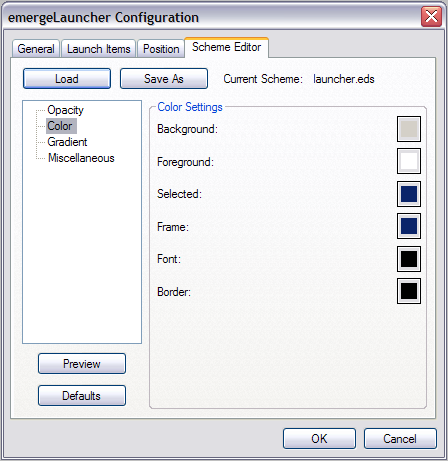 emergeLauncher Configuration
General
Launch Items
Position
Scheme Editor
Load
Save As
Current Scheme: launcher.eds
Opacity
Color
Gradient
Miscellaneous
Color Settings
Background:
Foreground:
Selected:
Frame:
Font:
Border:
Preview
Defaults
OK
Cancel